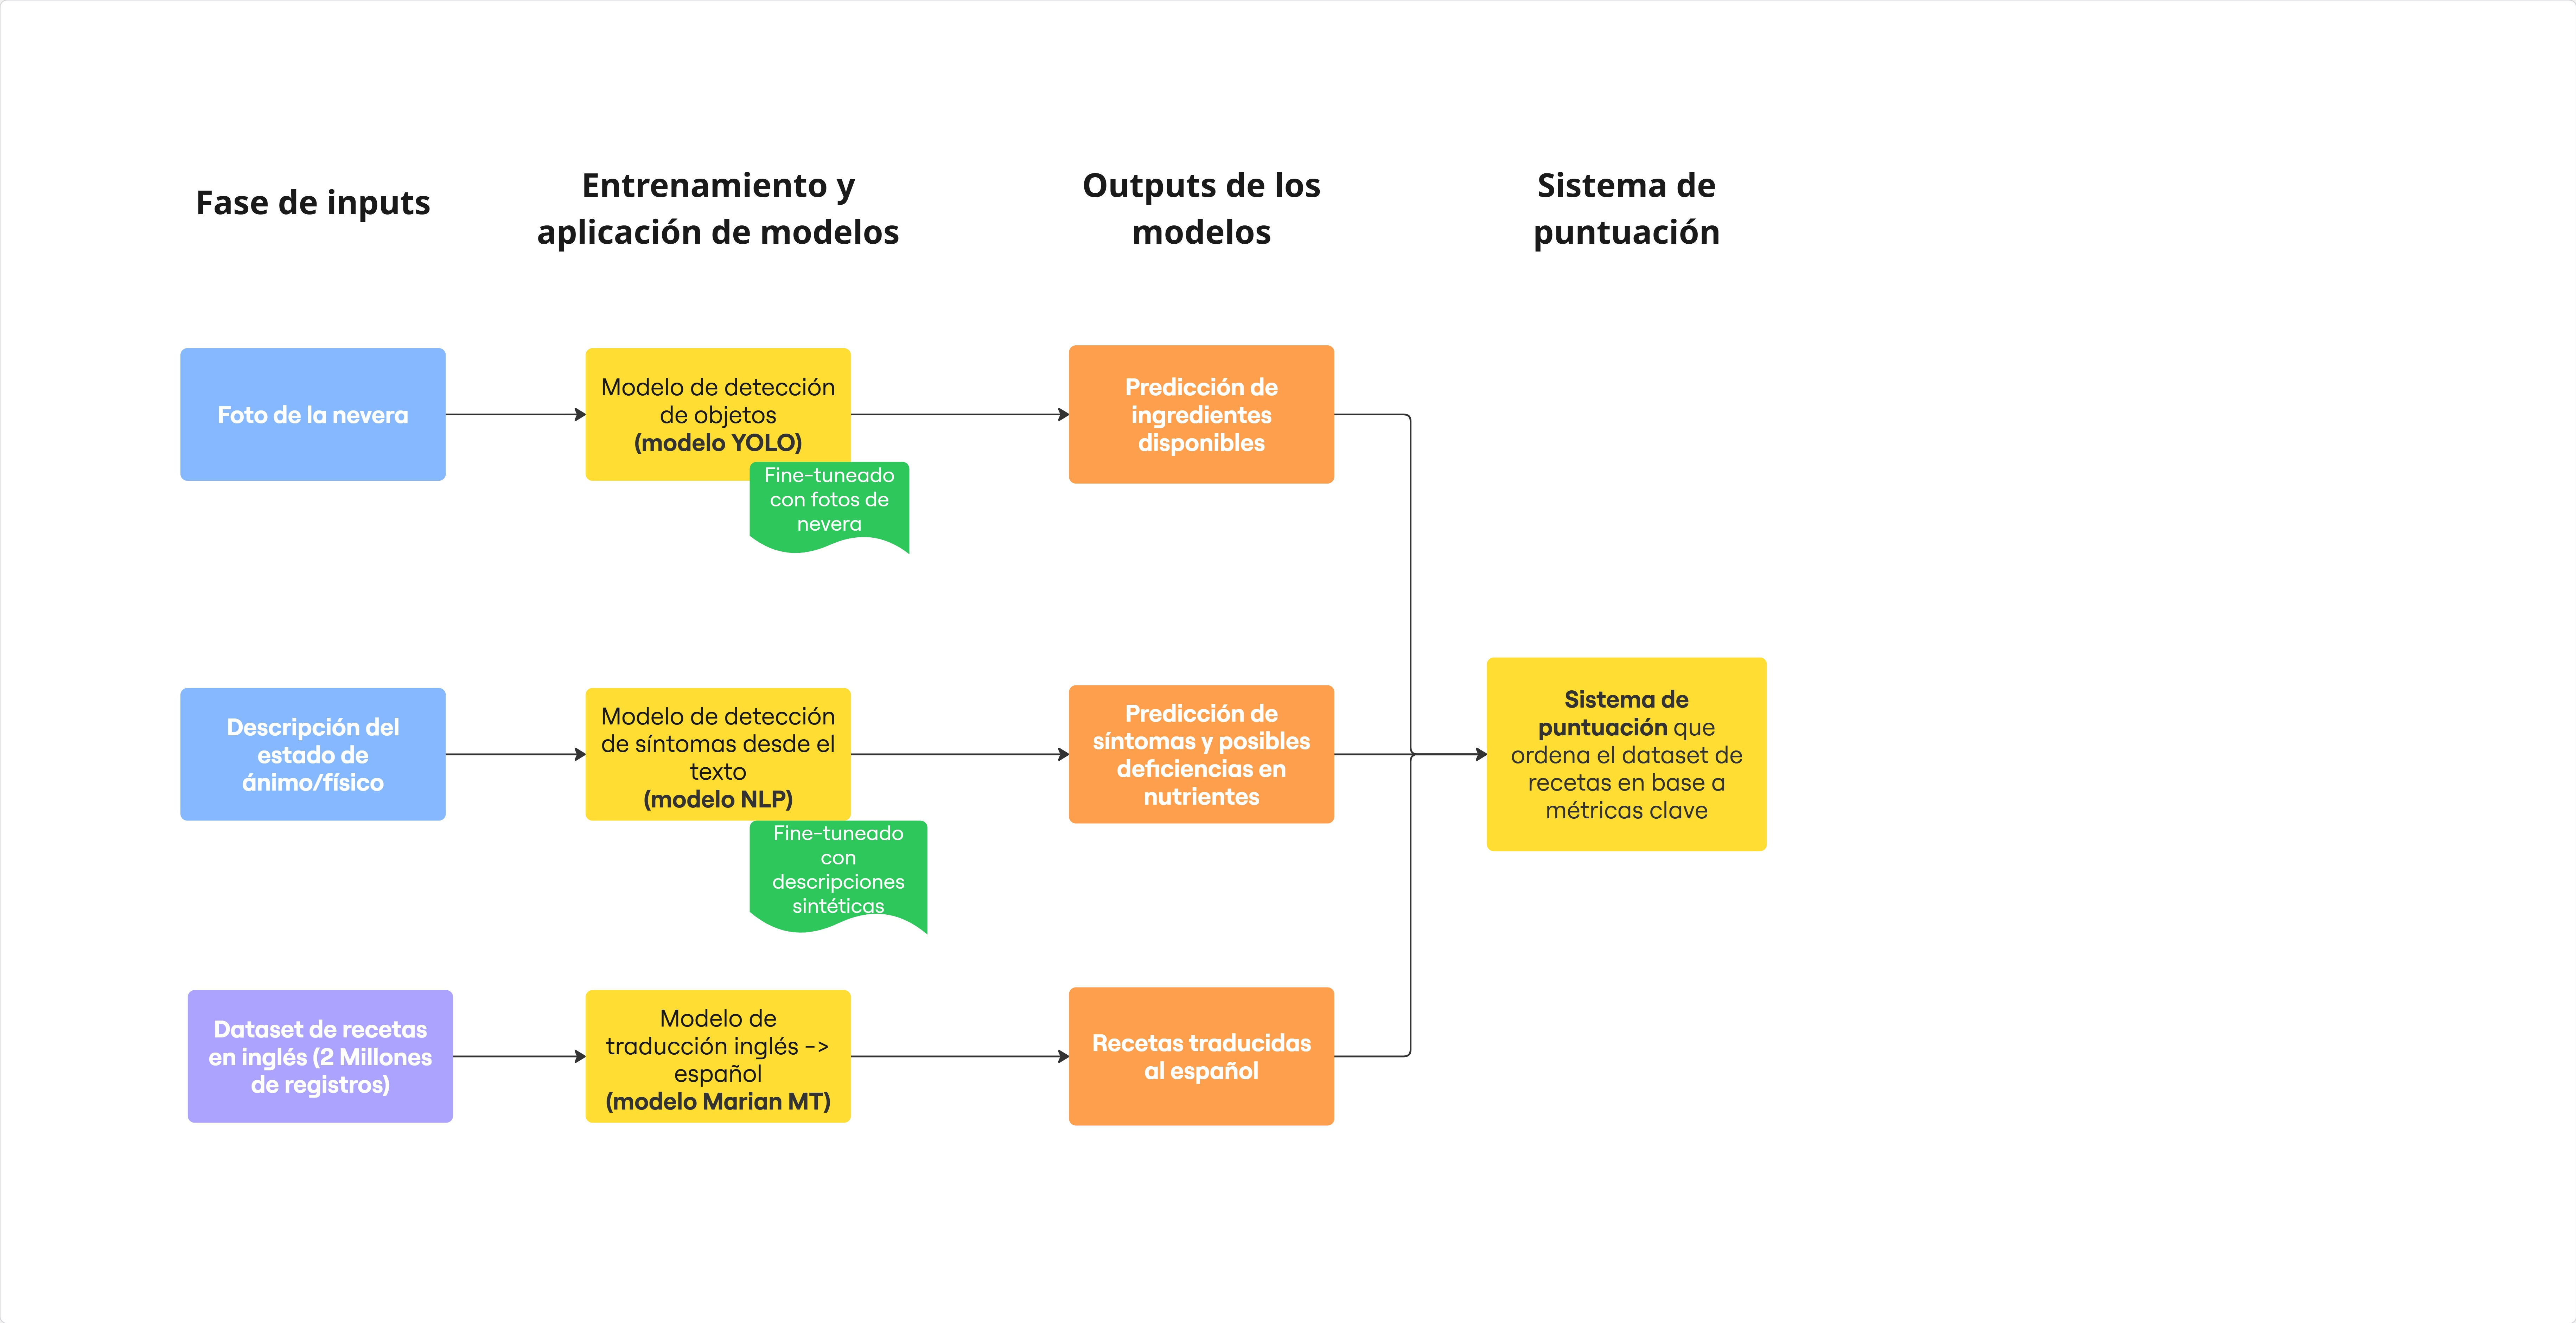 Fase de inputs
Entrenamiento y
aplicación de modelos
Outputs de los
modelos
Sistema de
puntuación
Foto de la nevera
Modelo de detección
de objetos
(modelo YOLO)
Fine-tuneado
con fotos de
nevera
Predicción de
ingredientes
disponibles
Descripción del
estado de
ánimo/físico
Modelo de detección
de síntomas desde el
texto
(modelo NLP)
Fine-tuneado
con
descripciones
sintéticas
Predicción de
síntomas y posibles
deficiencias en
nutrientes
Sistema de
puntuación que
ordena el dataset de
recetas en base a
métricas clave
Dataset de recetas
en inglés (2 Millones
de registros)
Modelo de
traducción inglés ->
español
(modelo Marian MT)
Recetas traducidas
al español